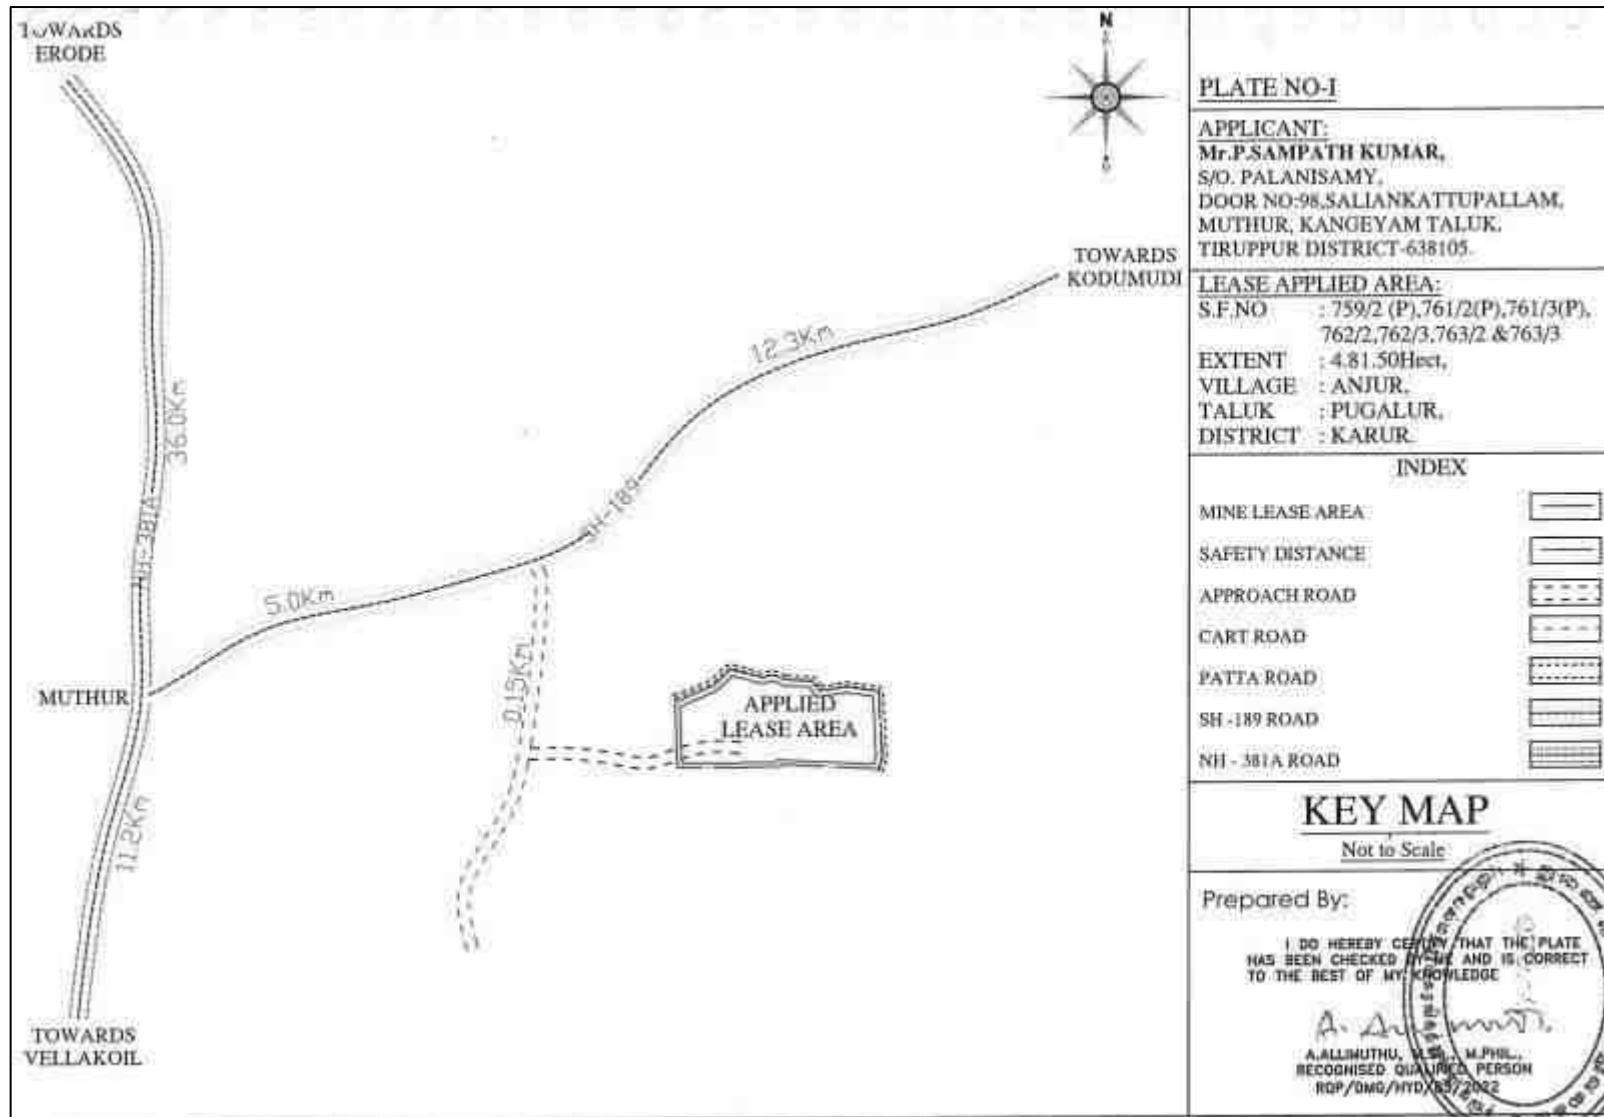 TOWARDS
ERODE
N
TOWARDS
KODUMUDI
12.3Km
36.0Km
SH-189
NH-381A
5.0Km
0.15Km
MUTHUR
APPLIED
LEASE AREA
11.2Km
TOWARDS
VELLAKOIL
PLATE NO-I
APPLICANT:
Mr.P.SAMPATH KUMAR,
S/O. PALANISAMY,
DOOR NO:98,SALIANKATTUPALLAM,
MUTHUR, KANGEYAM TALUK,
TIRUPPUR DISTRICT-638105.
LEASE APPLIED AREA:
S.F.NO : 759/2 (P),761/2(P),761/3(P),
762/2,762/3,763/2 &763/3
EXTENT : 4.81.50Hect,
VILLAGE : ANJUR,
TALUK : PUGALUR,
DISTRICT : KARUR.
INDEX
MINE LEASE AREA
SAFETY DISTANCE
APPROACH ROAD
CART ROAD
PATTA ROAD
SH -189 ROAD
NH - 381A ROAD
KEY MAP
Not to Scale
Prepared By:
I DO HEREBY CERTIFY THAT THE PLATE
HAS BEEN CHECKED BY ME AND IS CORRECT
TO THE BEST OF MY KNOWLEDGE
A.ALLIMUTHU, M.PHIL.,
RECOGNISED QUALIFIED PERSON
RQP/DMG/HYD/ /2022